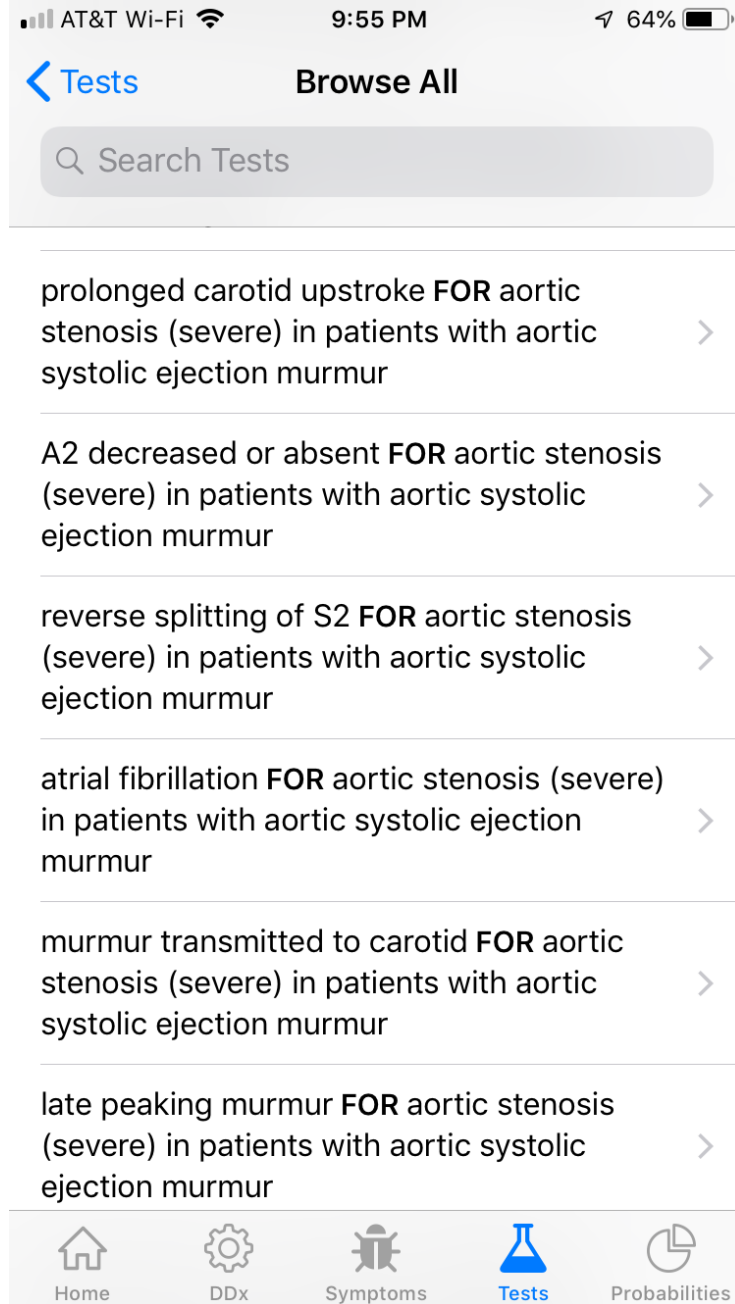 AT&T Wi-Fi 9:55 PM 64%
Tests Browse All
Search Tests
prolonged carotid upstroke FOR aortic
stenosis (severe) in patients with aortic
systolic ejection murmur
A2 decreased or absent FOR aortic stenosis
(severe) in patients with aortic systolic
ejection murmur
reverse splitting of S2 FOR aortic stenosis
(severe) in patients with aortic systolic
ejection murmur
atrial fibrillation FOR aortic stenosis (severe)
in patients with aortic systolic ejection
murmur
murmur transmitted to carotid FOR aortic
stenosis (severe) in patients with aortic
systolic ejection murmur
late peaking murmur FOR aortic stenosis
(severe) in patients with aortic systolic
ejection murmur
Home DDx Symptoms Tests Probabilities